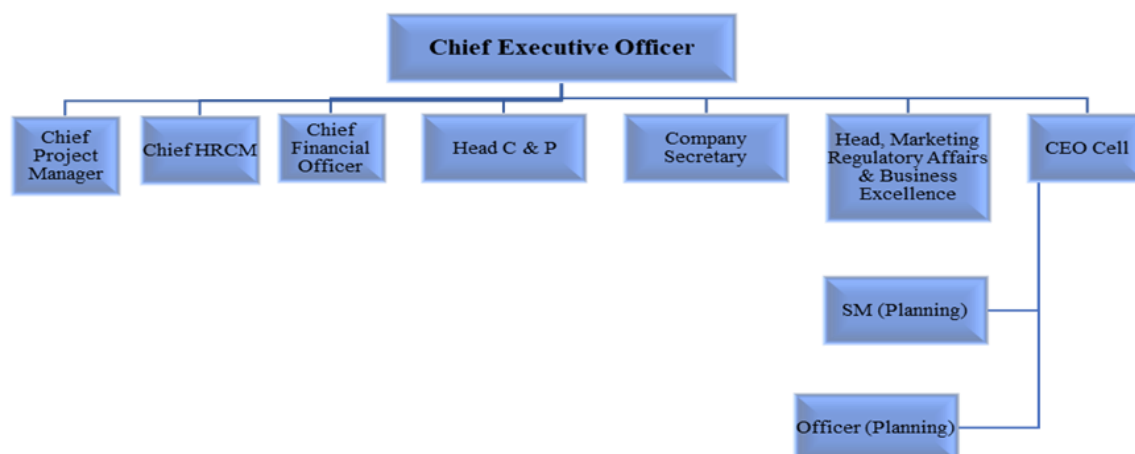 Chief Executive Officer
Chief
Project
Manager
Chief HRCM
Chief
Financial
Officer
Head C & P
Company
Secretary
Head, Marketing
Regulatory Affairs
& Business
Excellence
CEO Cell
SM (Planning)
Officer (Planning)